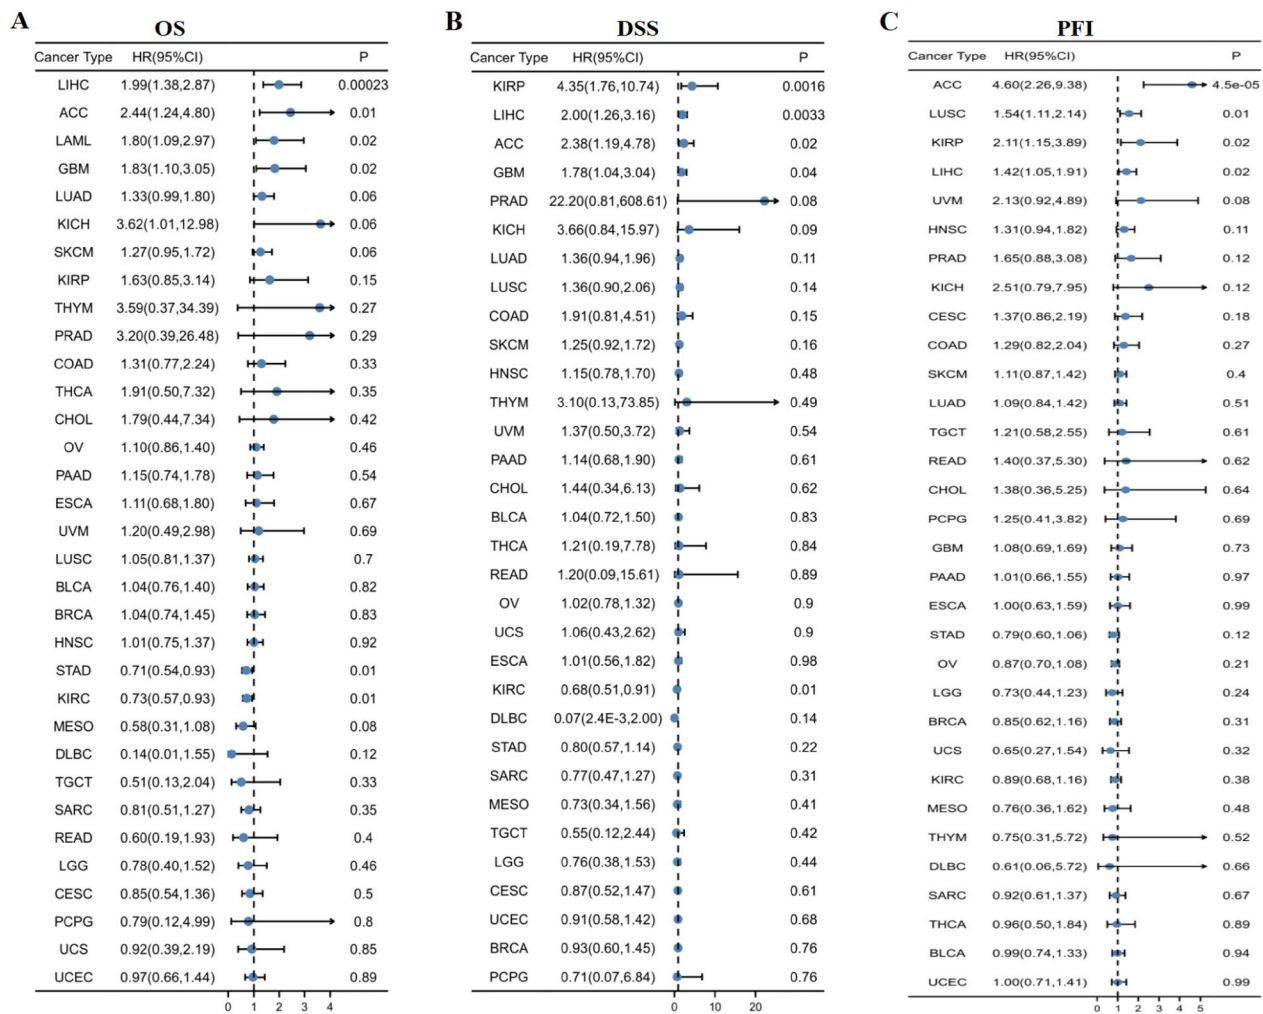 A
OS
Cancer Type HR(95%CI) P
LIHC 1.99(1.38,2.87) 0.00023
ACC 2.44(1.24,4.80) 0.01
LAML 1.80(1.09,2.97) 0.02
GBM 1.83(1.10,3.05) 0.02
LUAD 1.33(0.99,1.80) 0.06
KICH 3.62(1.01,12.98) 0.06
SKCM 1.27(0.95,1.72) 0.06
KIRP 1.63(0.85,3.14) 0.15
THYM 3.59(0.37,34.39) 0.27
PRAD 3.20(0.39,26.48) 0.29
COAD 1.31(0.77,2.24) 0.33
THCA 1.91(0.50,7.32) 0.35
CHOL 1.79(0.44,7.34) 0.42
OV 1.10(0.86,1.40) 0.46
PAAD 1.15(0.74,1.78) 0.54
ESCA 1.11(0.68,1.80) 0.67
UVM 1.20(0.49,2.98) 0.69
LUSC 1.05(0.81,1.37) 0.7
BLCA 1.04(0.76,1.40) 0.82
BRCA 1.04(0.74,1.45) 0.83
HNSC 1.01(0.75,1.37) 0.92
STAD 0.71(0.54,0.93) 0.01
KIRC 0.73(0.57,0.93) 0.01
MESO 0.58(0.31,1.08) 0.08
DLBC 0.14(0.01,1.55) 0.12
TGCT 0.51(0.13,2.04) 0.33
SARC 0.81(0.51,1.27) 0.35
READ 0.60(0.19,1.93) 0.4
LGG 0.78(0.40,1.52) 0.46
CESC 0.85(0.54,1.36) 0.5
PCPG 0.79(0.12,4.99) 0.8
UCS 0.92(0.39,2.19) 0.85
UCEC 0.97(0.66,1.44) 0.89
0 1 2 3 4
B
DSS
Cancer Type HR(95%CI) P
KIRP 4.35(1.76,10.74) 0.0016
LIHC 2.00(1.26,3.16) 0.0033
ACC 2.38(1.19,4.78) 0.02
GBM 1.78(1.04,3.04) 0.04
PRAD 22.20(0.81,608.61) 0.08
KICH 3.66(0.84,15.97) 0.09
LUAD 1.36(0.94,1.96) 0.11
LUSC 1.36(0.90,2.06) 0.14
COAD 1.91(0.81,4.51) 0.15
SKCM 1.25(0.92,1.72) 0.16
HNSC 1.15(0.78,1.70) 0.48
THYM 3.10(0.13,73.85) 0.49
UVM 1.37(0.50,3.72) 0.54
PAAD 1.14(0.68,1.90) 0.61
CHOL 1.44(0.34,6.13) 0.62
BLCA 1.04(0.72,1.50) 0.83
THCA 1.21(0.19,7.78) 0.84
READ 1.20(0.09,15.61) 0.89
OV 1.02(0.78,1.32) 0.9
UCS 1.06(0.43,2.62) 0.9
ESCA 1.01(0.56,1.82) 0.98
KIRC 0.68(0.51,0.91) 0.01
DLBC 0.07(2.4E-3,2.00) 0.14
STAD 0.80(0.57,1.14) 0.22
SARC 0.77(0.47,1.27) 0.31
MESO 0.73(0.34,1.56) 0.41
TGCT 0.55(0.12,2.44) 0.42
LGG 0.76(0.38,1.53) 0.44
CESC 0.87(0.52,1.47) 0.61
UCEC 0.91(0.58,1.42) 0.68
BRCA 0.93(0.60,1.45) 0.76
PCPG 0.71(0.07,6.84) 0.76
0 10 20
C
PFI
Cancer Type HR(95%CI) P
ACC 4.60(2.26,9.38) 4.5e-05
LUSC 1.54(1.11,2.14) 0.01
KIRP 2.11(1.15,3.89) 0.02
LIHC 1.42(1.05,1.91) 0.02
UVM 2.13(0.92,4.89) 0.08
HNSC 1.31(0.94,1.82) 0.11
PRAD 1.65(0.88,3.08) 0.12
KICH 2.51(0.79,7.95) 0.12
CESC 1.37(0.86,2.19) 0.18
COAD 1.29(0.82,2.04) 0.27
SKCM 1.11(0.87,1.42) 0.4
LUAD 1.09(0.84,1.42) 0.51
TGCT 1.21(0.58,2.55) 0.61
READ 1.40(0.37,5.30) 0.62
CHOL 1.38(0.36,5.25) 0.64
PCPG 1.25(0.41,3.82) 0.69
GBM 1.08(0.69,1.69) 0.73
PAAD 1.01(0.66,1.55) 0.97
ESCA 1.00(0.63,1.59) 0.99
STAD 0.79(0.60,1.06) 0.12
OV 0.87(0.70,1.08) 0.21
LGG 0.73(0.44,1.23) 0.24
BRCA 0.85(0.62,1.16) 0.31
UCS 0.65(0.27,1.54) 0.32
KIRC 0.89(0.68,1.16) 0.38
MESO 0.76(0.36,1.62) 0.48
THYM 0.75(0.31,5.72) 0.52
DLBC 0.61(0.06,5.72) 0.66
SARC 0.92(0.61,1.37) 0.67
THCA 0.96(0.50,1.84) 0.89
BLCA 0.99(0.74,1.33) 0.94
UCEC 1.00(0.71,1.41) 0.99
0 1 2 3 4 5